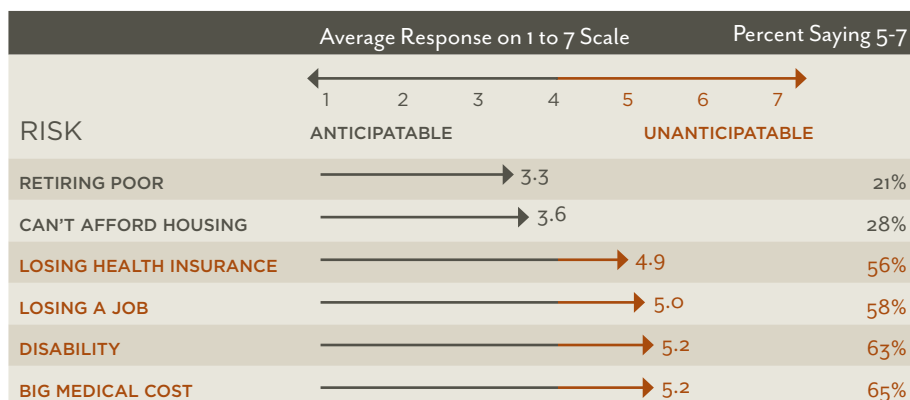 Average Response on 1 to 7 Scale Percent Saying 5-7
1 2 3 4 5 6 7
RISK ANTICIPATABLE UNANTICIPATABLE
RETIRING POOR 3.3 21%
CAN'T AFFORD HOUSING 3.6 28%
LOSING HEALTH INSURANCE 4.9 56%
LOSING A JOB 5.0 58%
DISABILITY 5.2 63%
BIG MEDICAL COST 5.2 65%